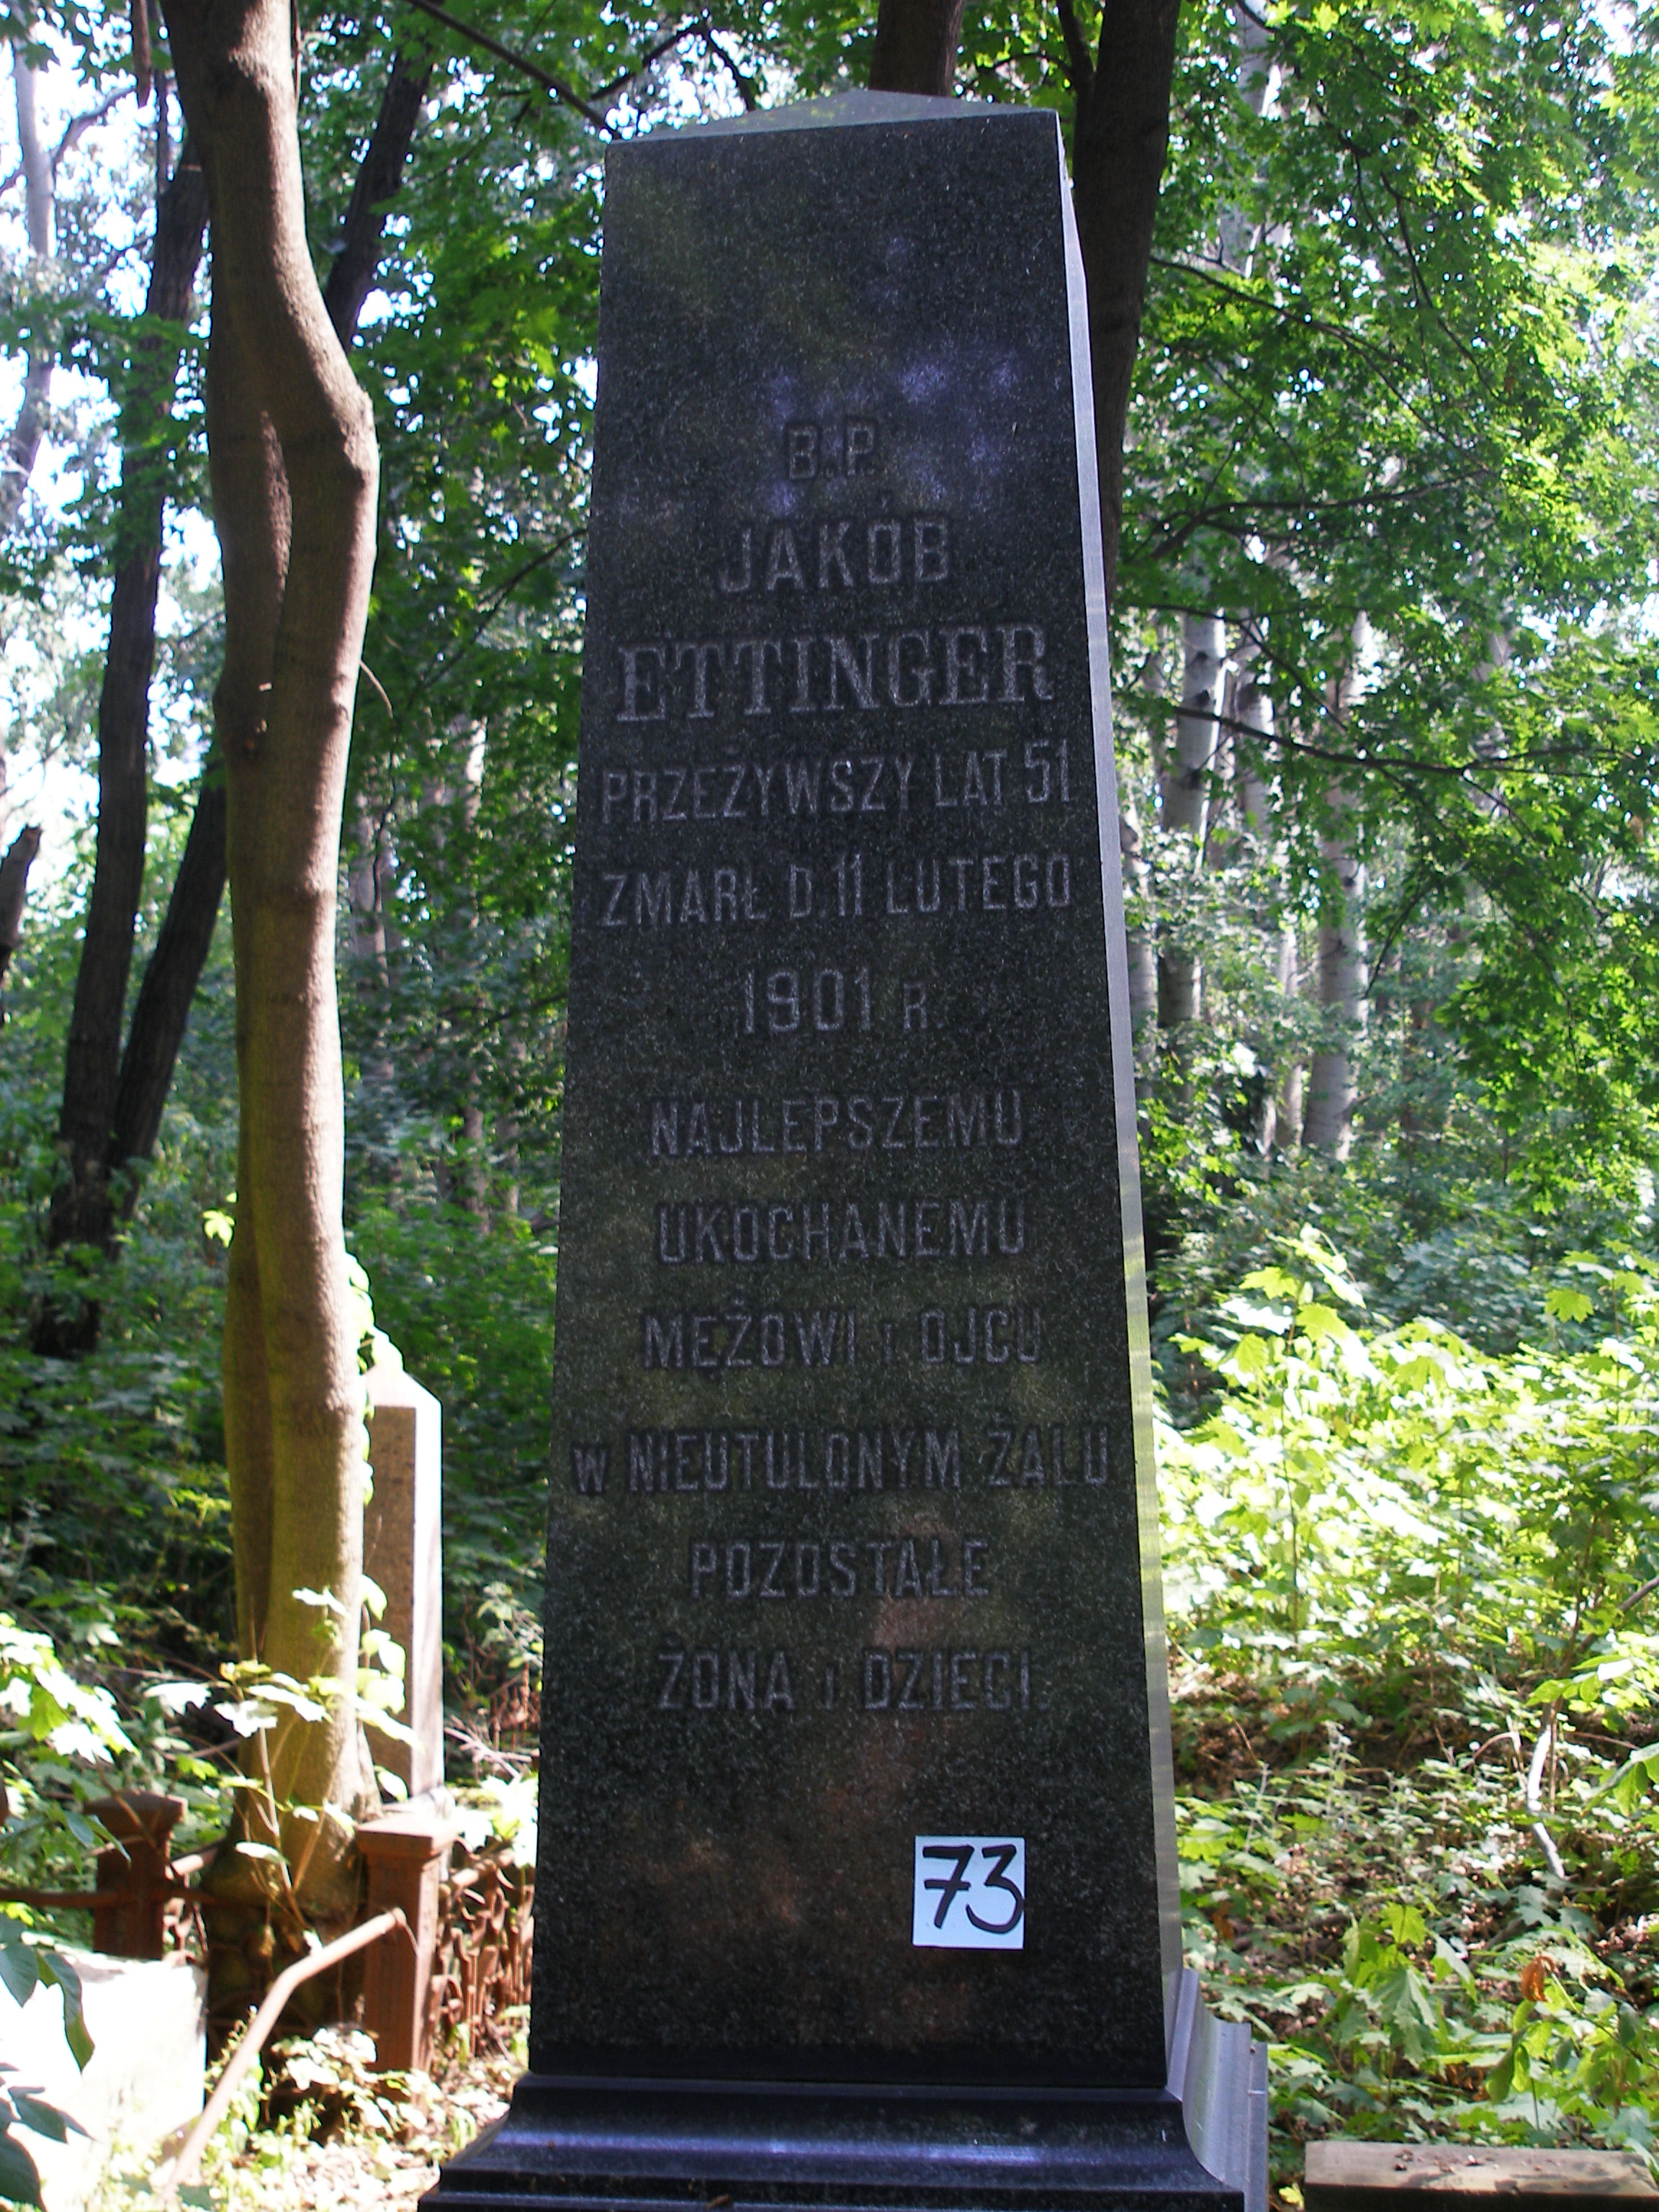 B. P.
JAKÓB
ETTINGER
PRZEŻYWSZY LAT 51
ZMARŁ D. 11 LUTEGO
1901 R.
NAJLEPSZEMU
UKOCHANEMU
MĘŻOWI I OJCU
W NIEUTULONYM ŻALU
POZOSTAŁE
ŻONA I DZIECI.
73